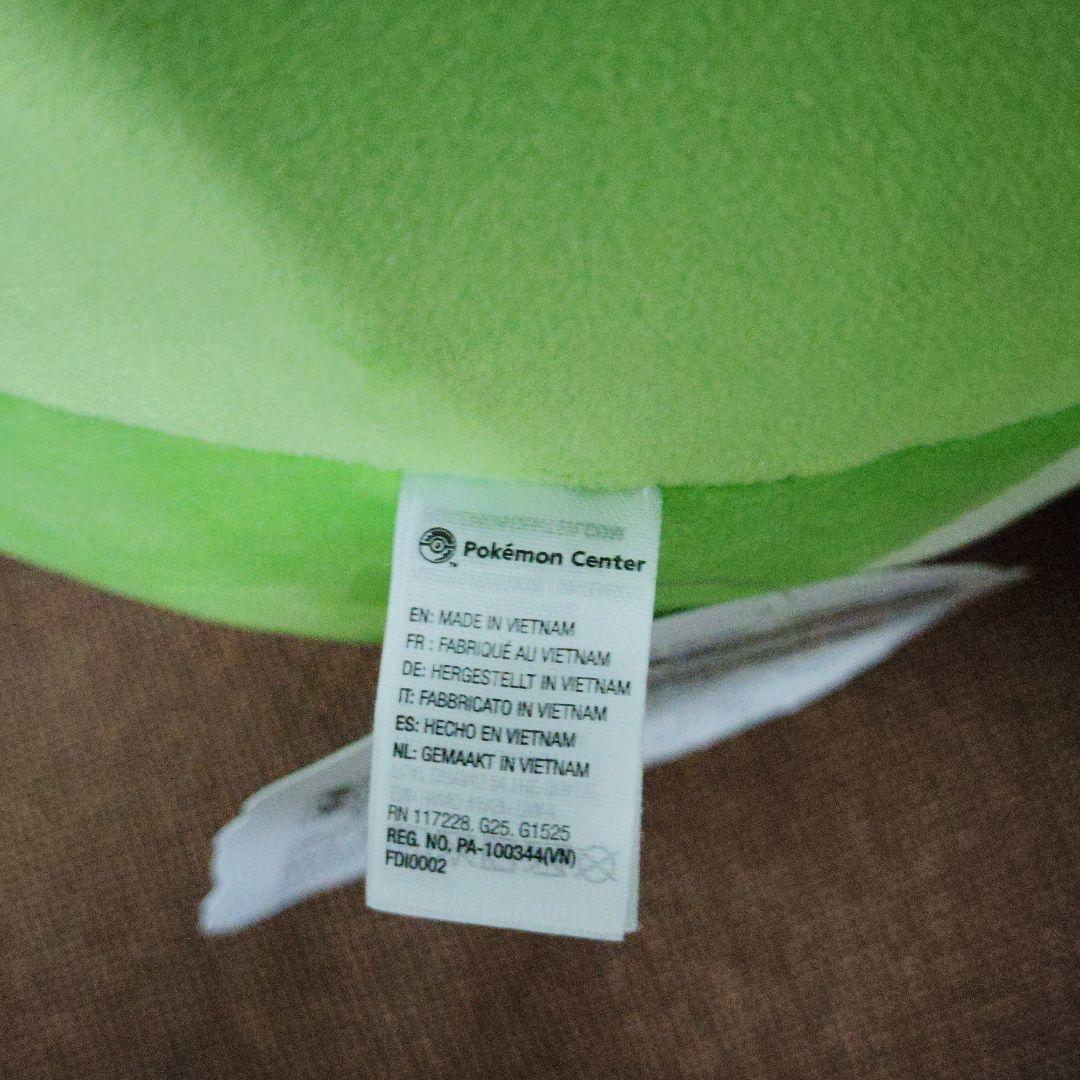 Pokémon Center
TM
EN: MADE IN VIETNAM
FR : FABRIQUÉ AU VIETNAM
DE: HERGESTELLT IN VIETNAM
IT: FABBRICATO IN VIETNAM
ES: HECHO EN VIETNAM
NL: GEMAAKT IN VIETNAM
RN 117228, G25, G1525
REG. NO. PA-100344(VN)
FDI0002